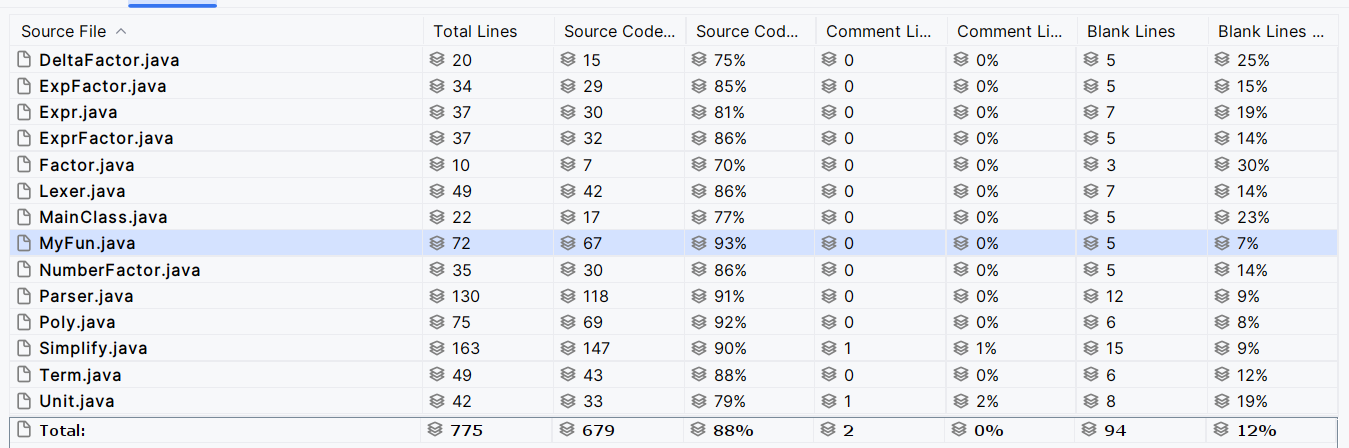 Source File Total Lines Source Code... Source Cod... Comment Li... Comment Li... Blank Lines Blank Lines ...
DeltaFactor.java 20 15 75% 0 0% 5 25%
ExpFactor.java 34 29 85% 0 0% 5 15%
Expr.java 37 30 81% 0 0% 7 19%
ExprFactor.java 37 32 86% 0 0% 5 14%
Factor.java 10 7 70% 0 0% 3 30%
Lexer.java 49 42 86% 0 0% 7 14%
MainClass.java 22 17 77% 0 0% 5 23%
MyFun.java 72 67 93% 0 0% 5 7%
NumberFactor.java 35 30 86% 0 0% 5 14%
Parser.java 130 118 91% 0 0% 12 9%
Poly.java 75 69 92% 0 0% 6 8%
Simplify.java 163 147 90% 1 1% 15 9%
Term.java 49 43 88% 0 0% 6 12%
Unit.java 42 33 79% 1 2% 8 19%
Total: 775 679 88% 2 0% 94 12%